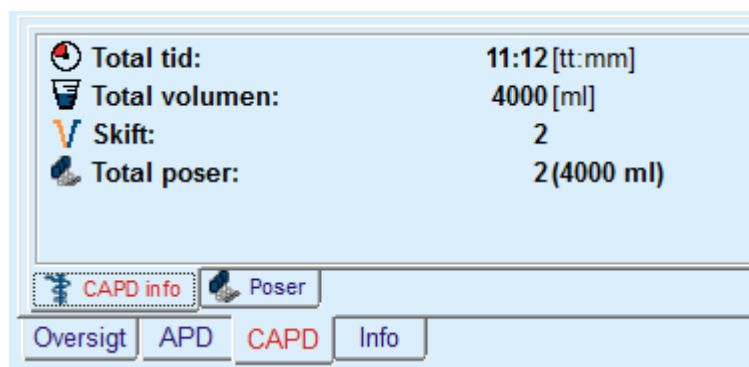 Total tid: 11:12 [tt:mm]
Total volumen: 4000 [ml]
Skift: 2
Total poser: 2 (4000 ml)
CAPD info Poser
Oversigt APD CAPD Info